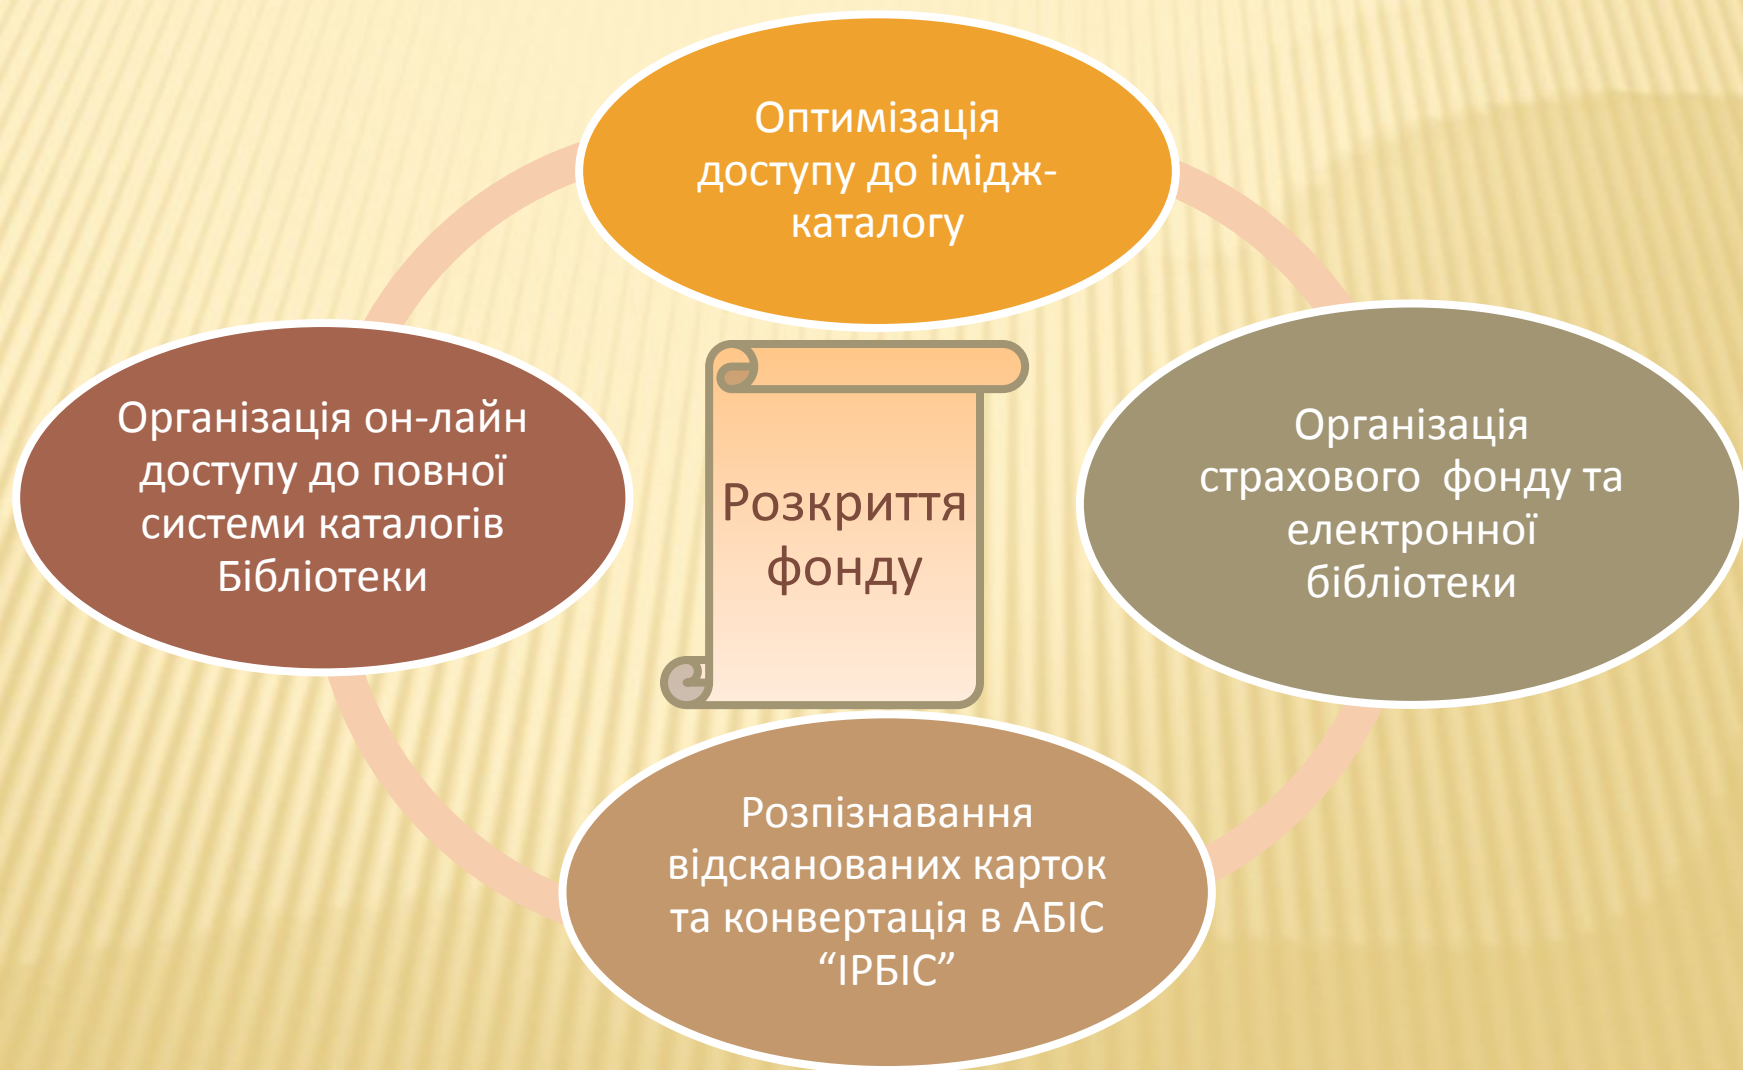 Оптимізація
доступу до імідж-
каталогу
Організація он-лайн
доступу до повної
системи каталогів
Бібліотеки
Розкриття
фонду
Організація
страхового  фонду та
електронної
бібліотеки
Розпізнавання
відсканованих карток
та конвертація в АБІС
“ІРБІС”